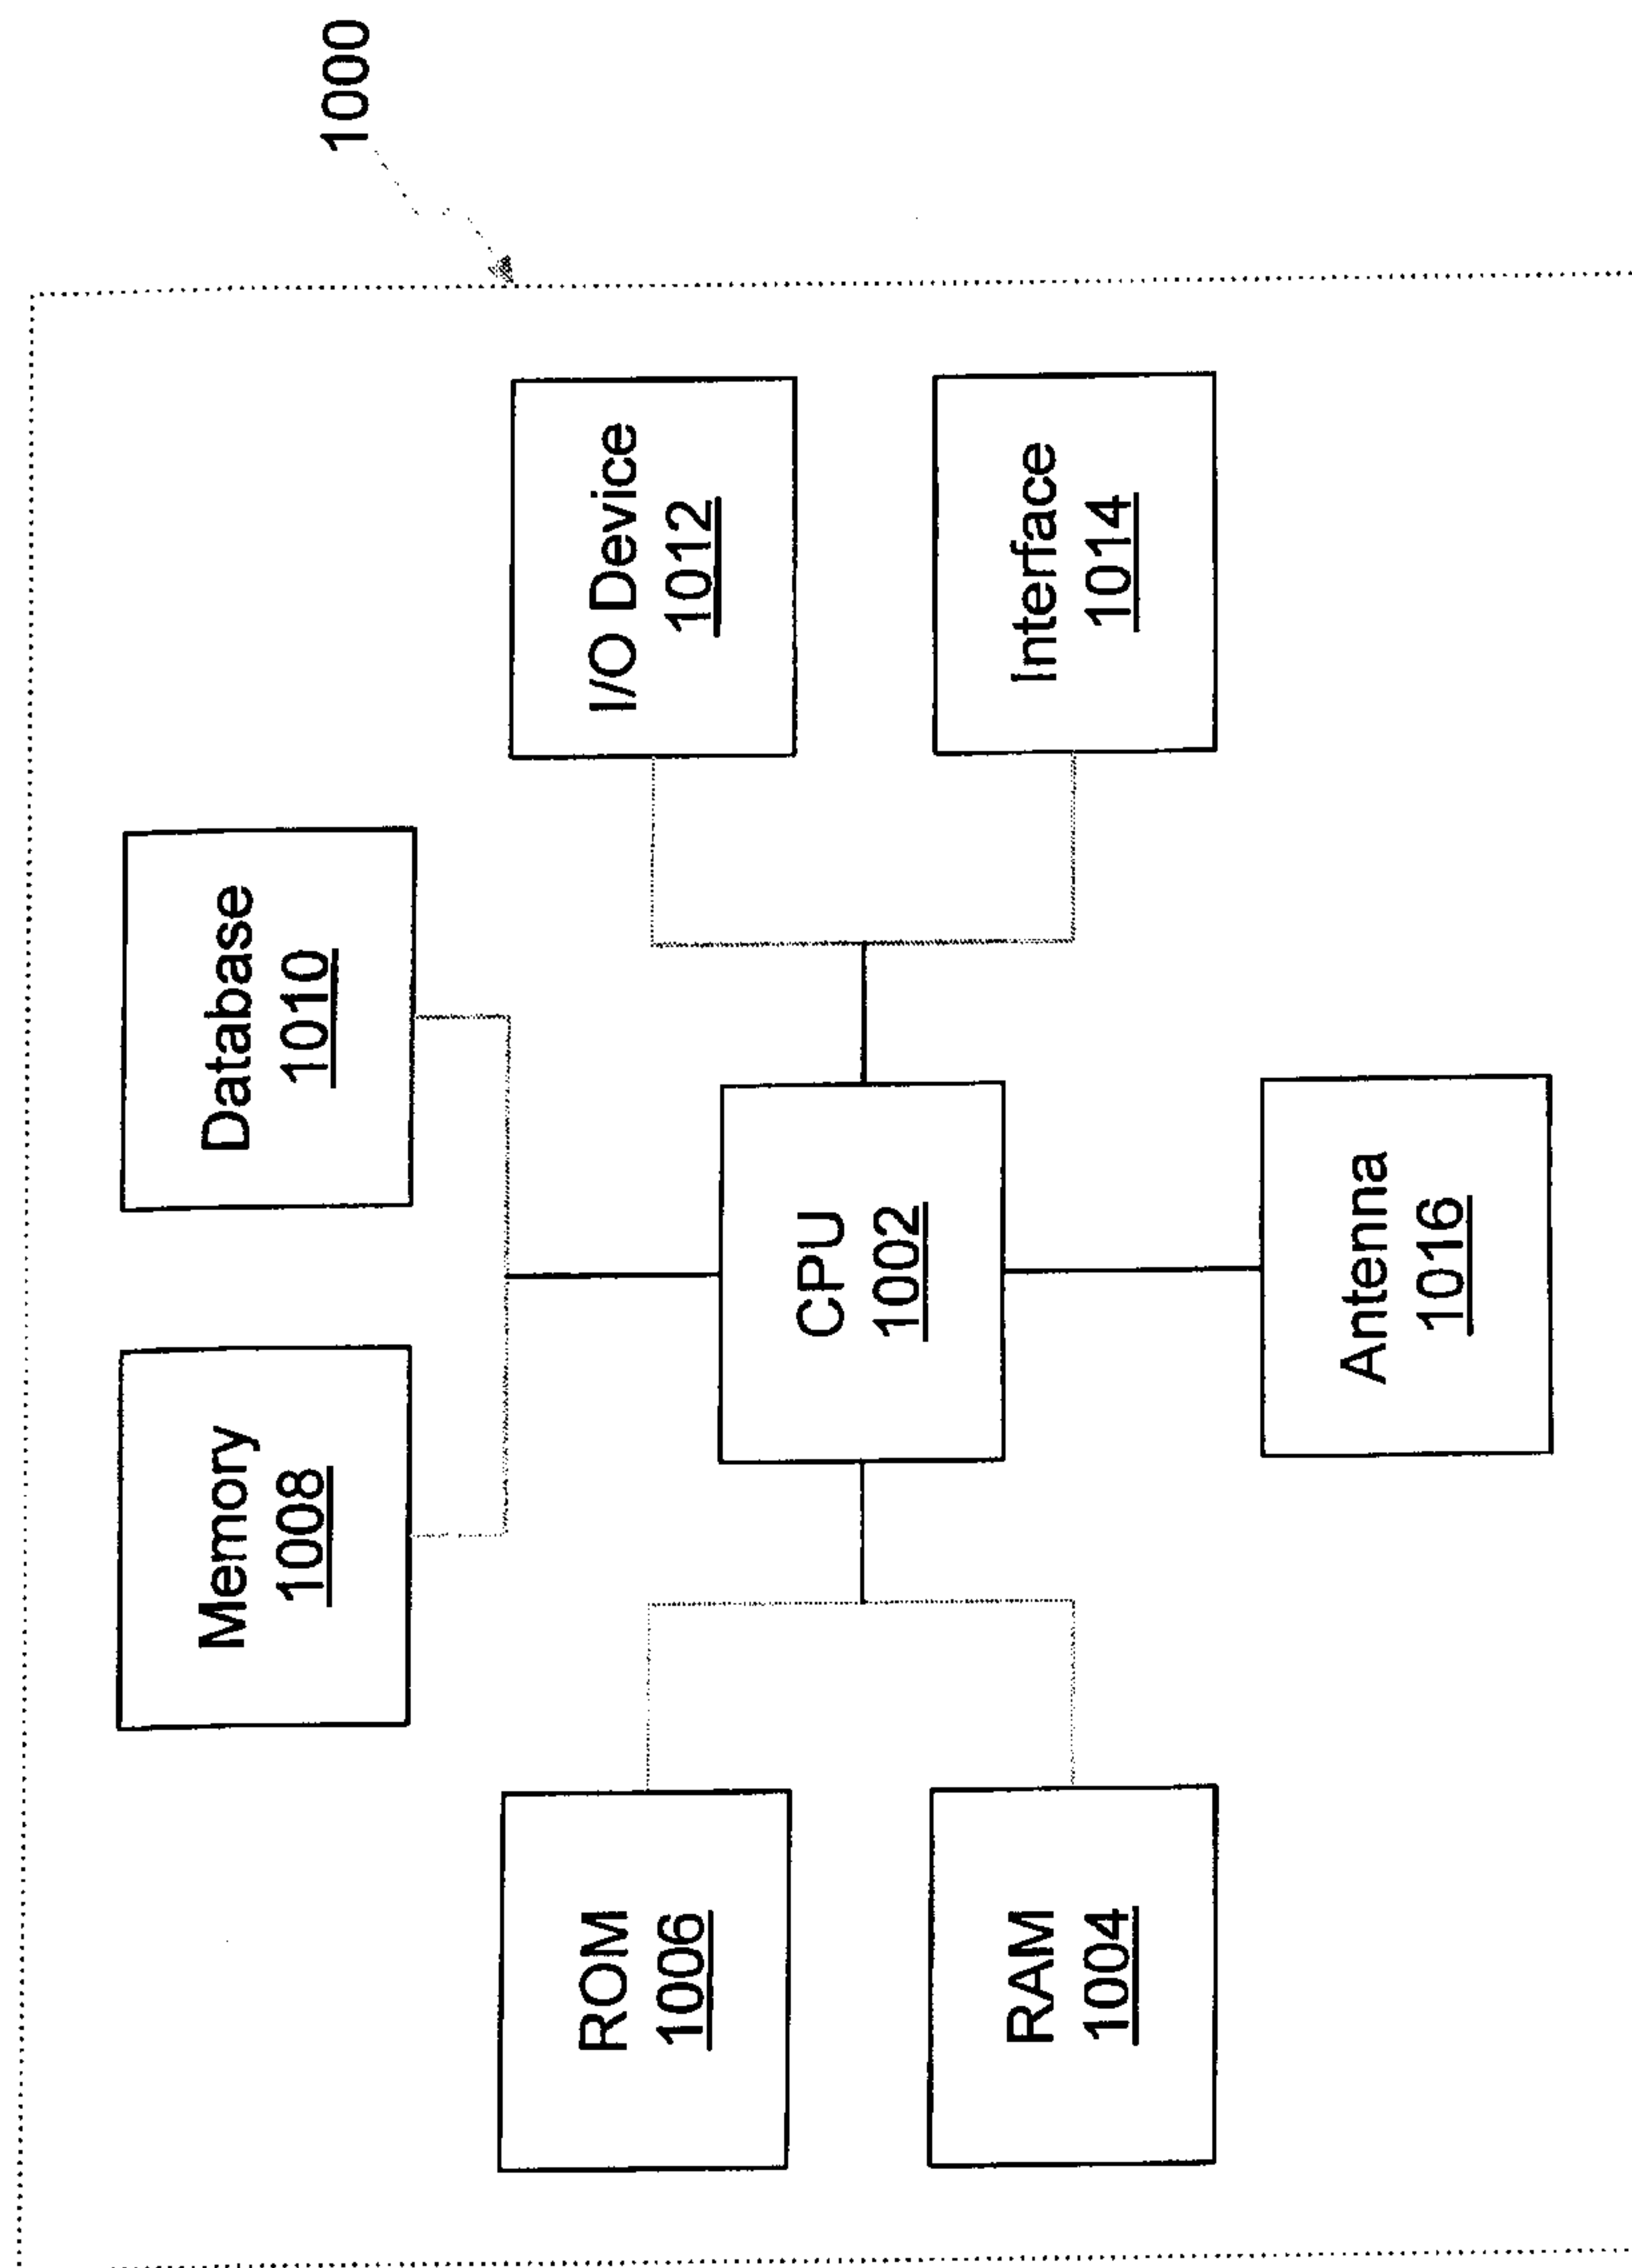 1000
Memory
1008
Database
1010
ROM
1006
I/O Device
1012
CPU
1002
RAM
1004
Interface
1014
Antenna
1016